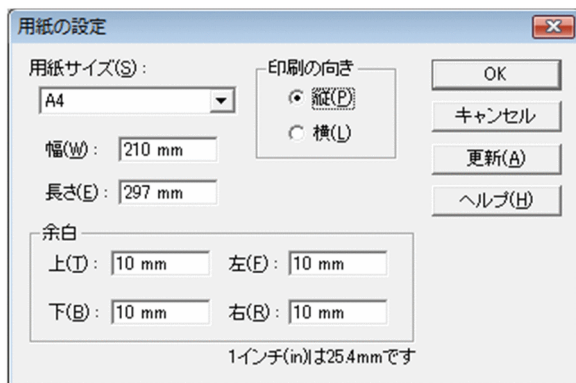 用紙の設定
用紙サイズ(S):
A4
幅(W): 210 mm
長さ(E): 297 mm
印刷の向き
縦(P)
横(L)
OK
キャンセル
更新(A)
ヘルプ(H)
余白
上(T): 10 mm 左(F): 10 mm
下(B): 10 mm 右(R): 10 mm
1インチ(in)は25.4mmです